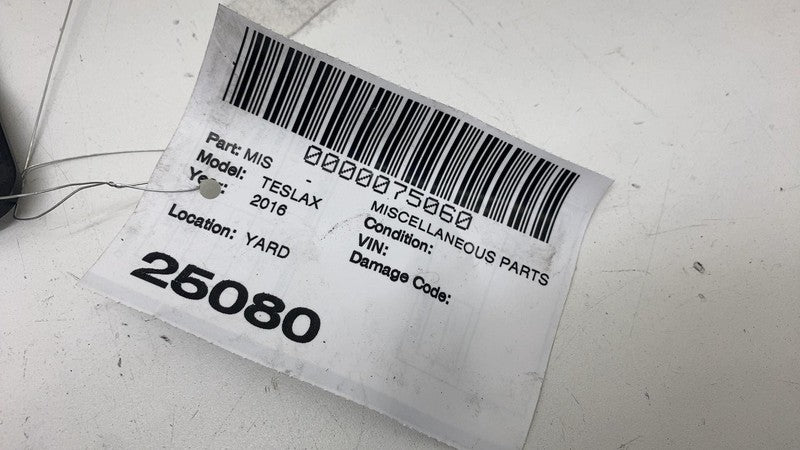 0000075060
Part: MIS - MISCELLANEOUS PARTS
Model: TESLAX Condition:
Year: 2016 VIN:
Damage Code:
Location: YARD
25080